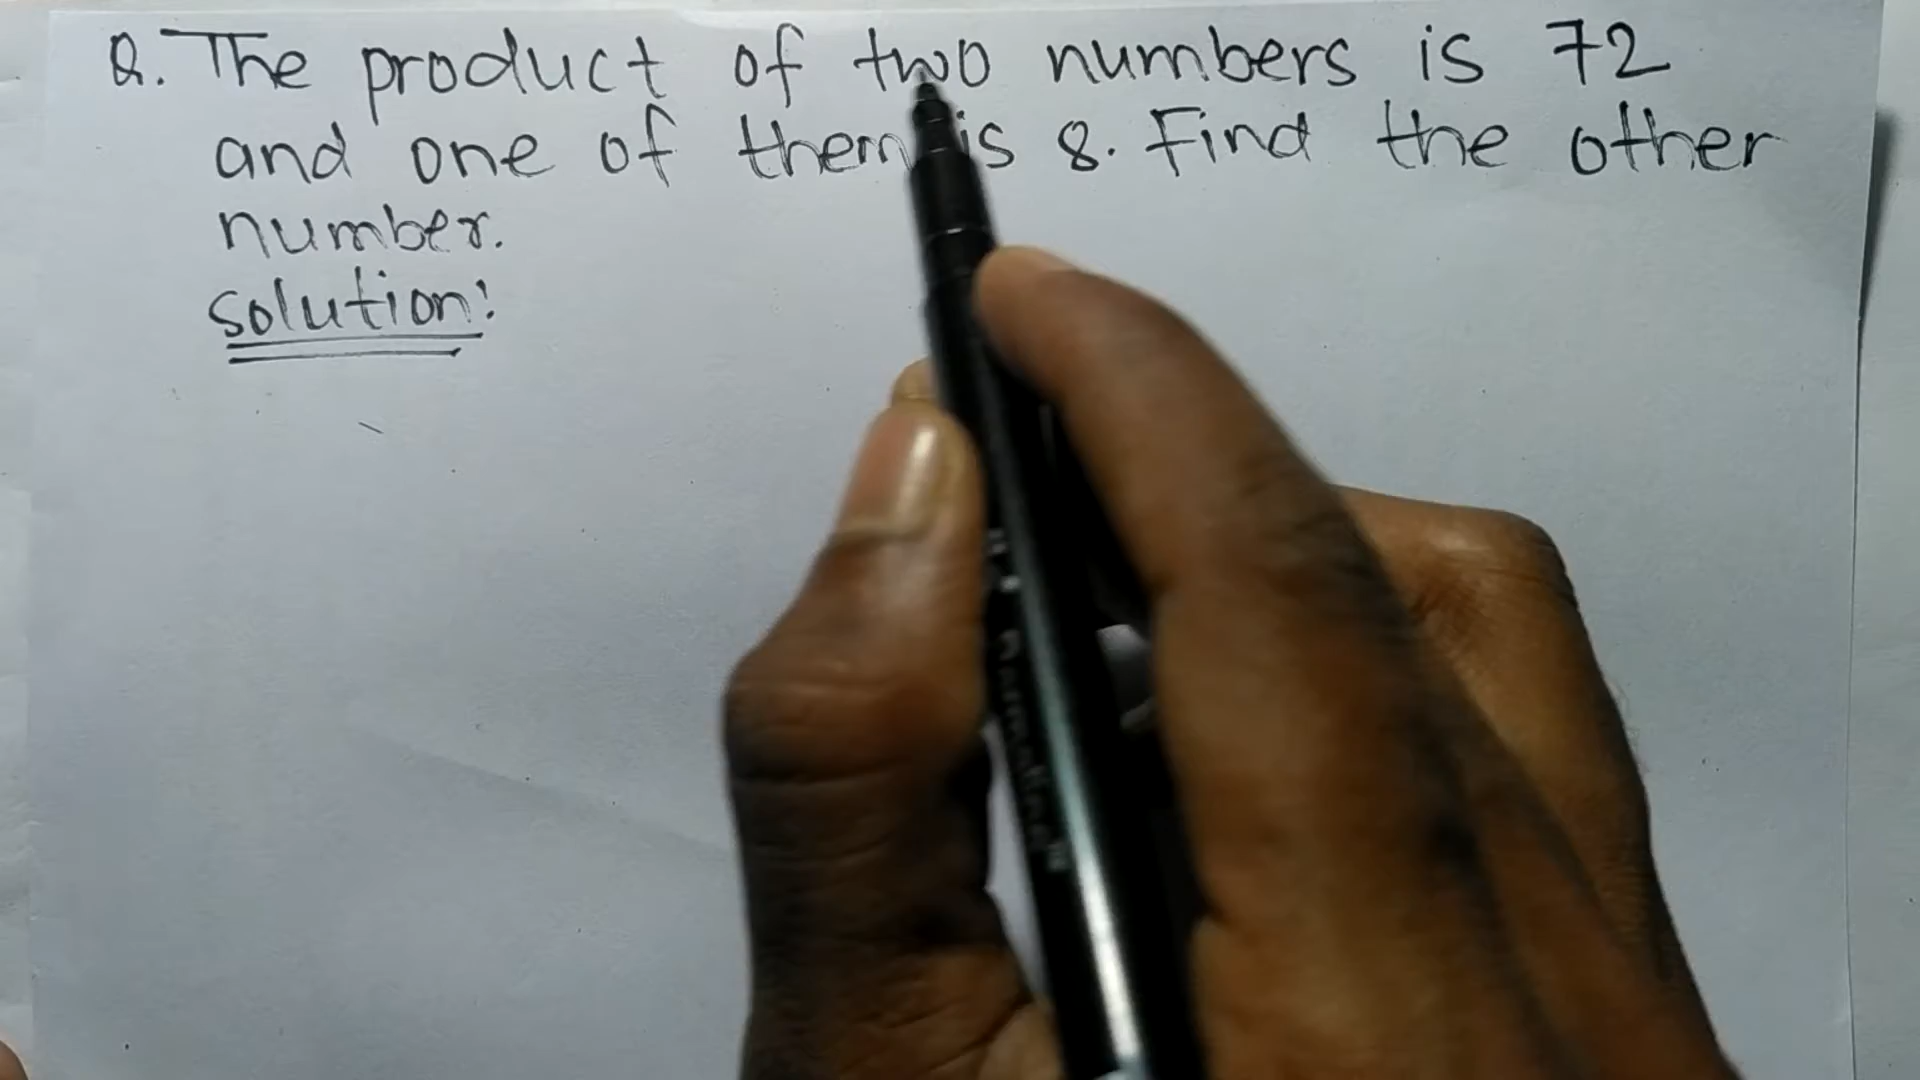 Q. The product of two numbers is 72
and one of them is 8. Find the other
number.
solution: